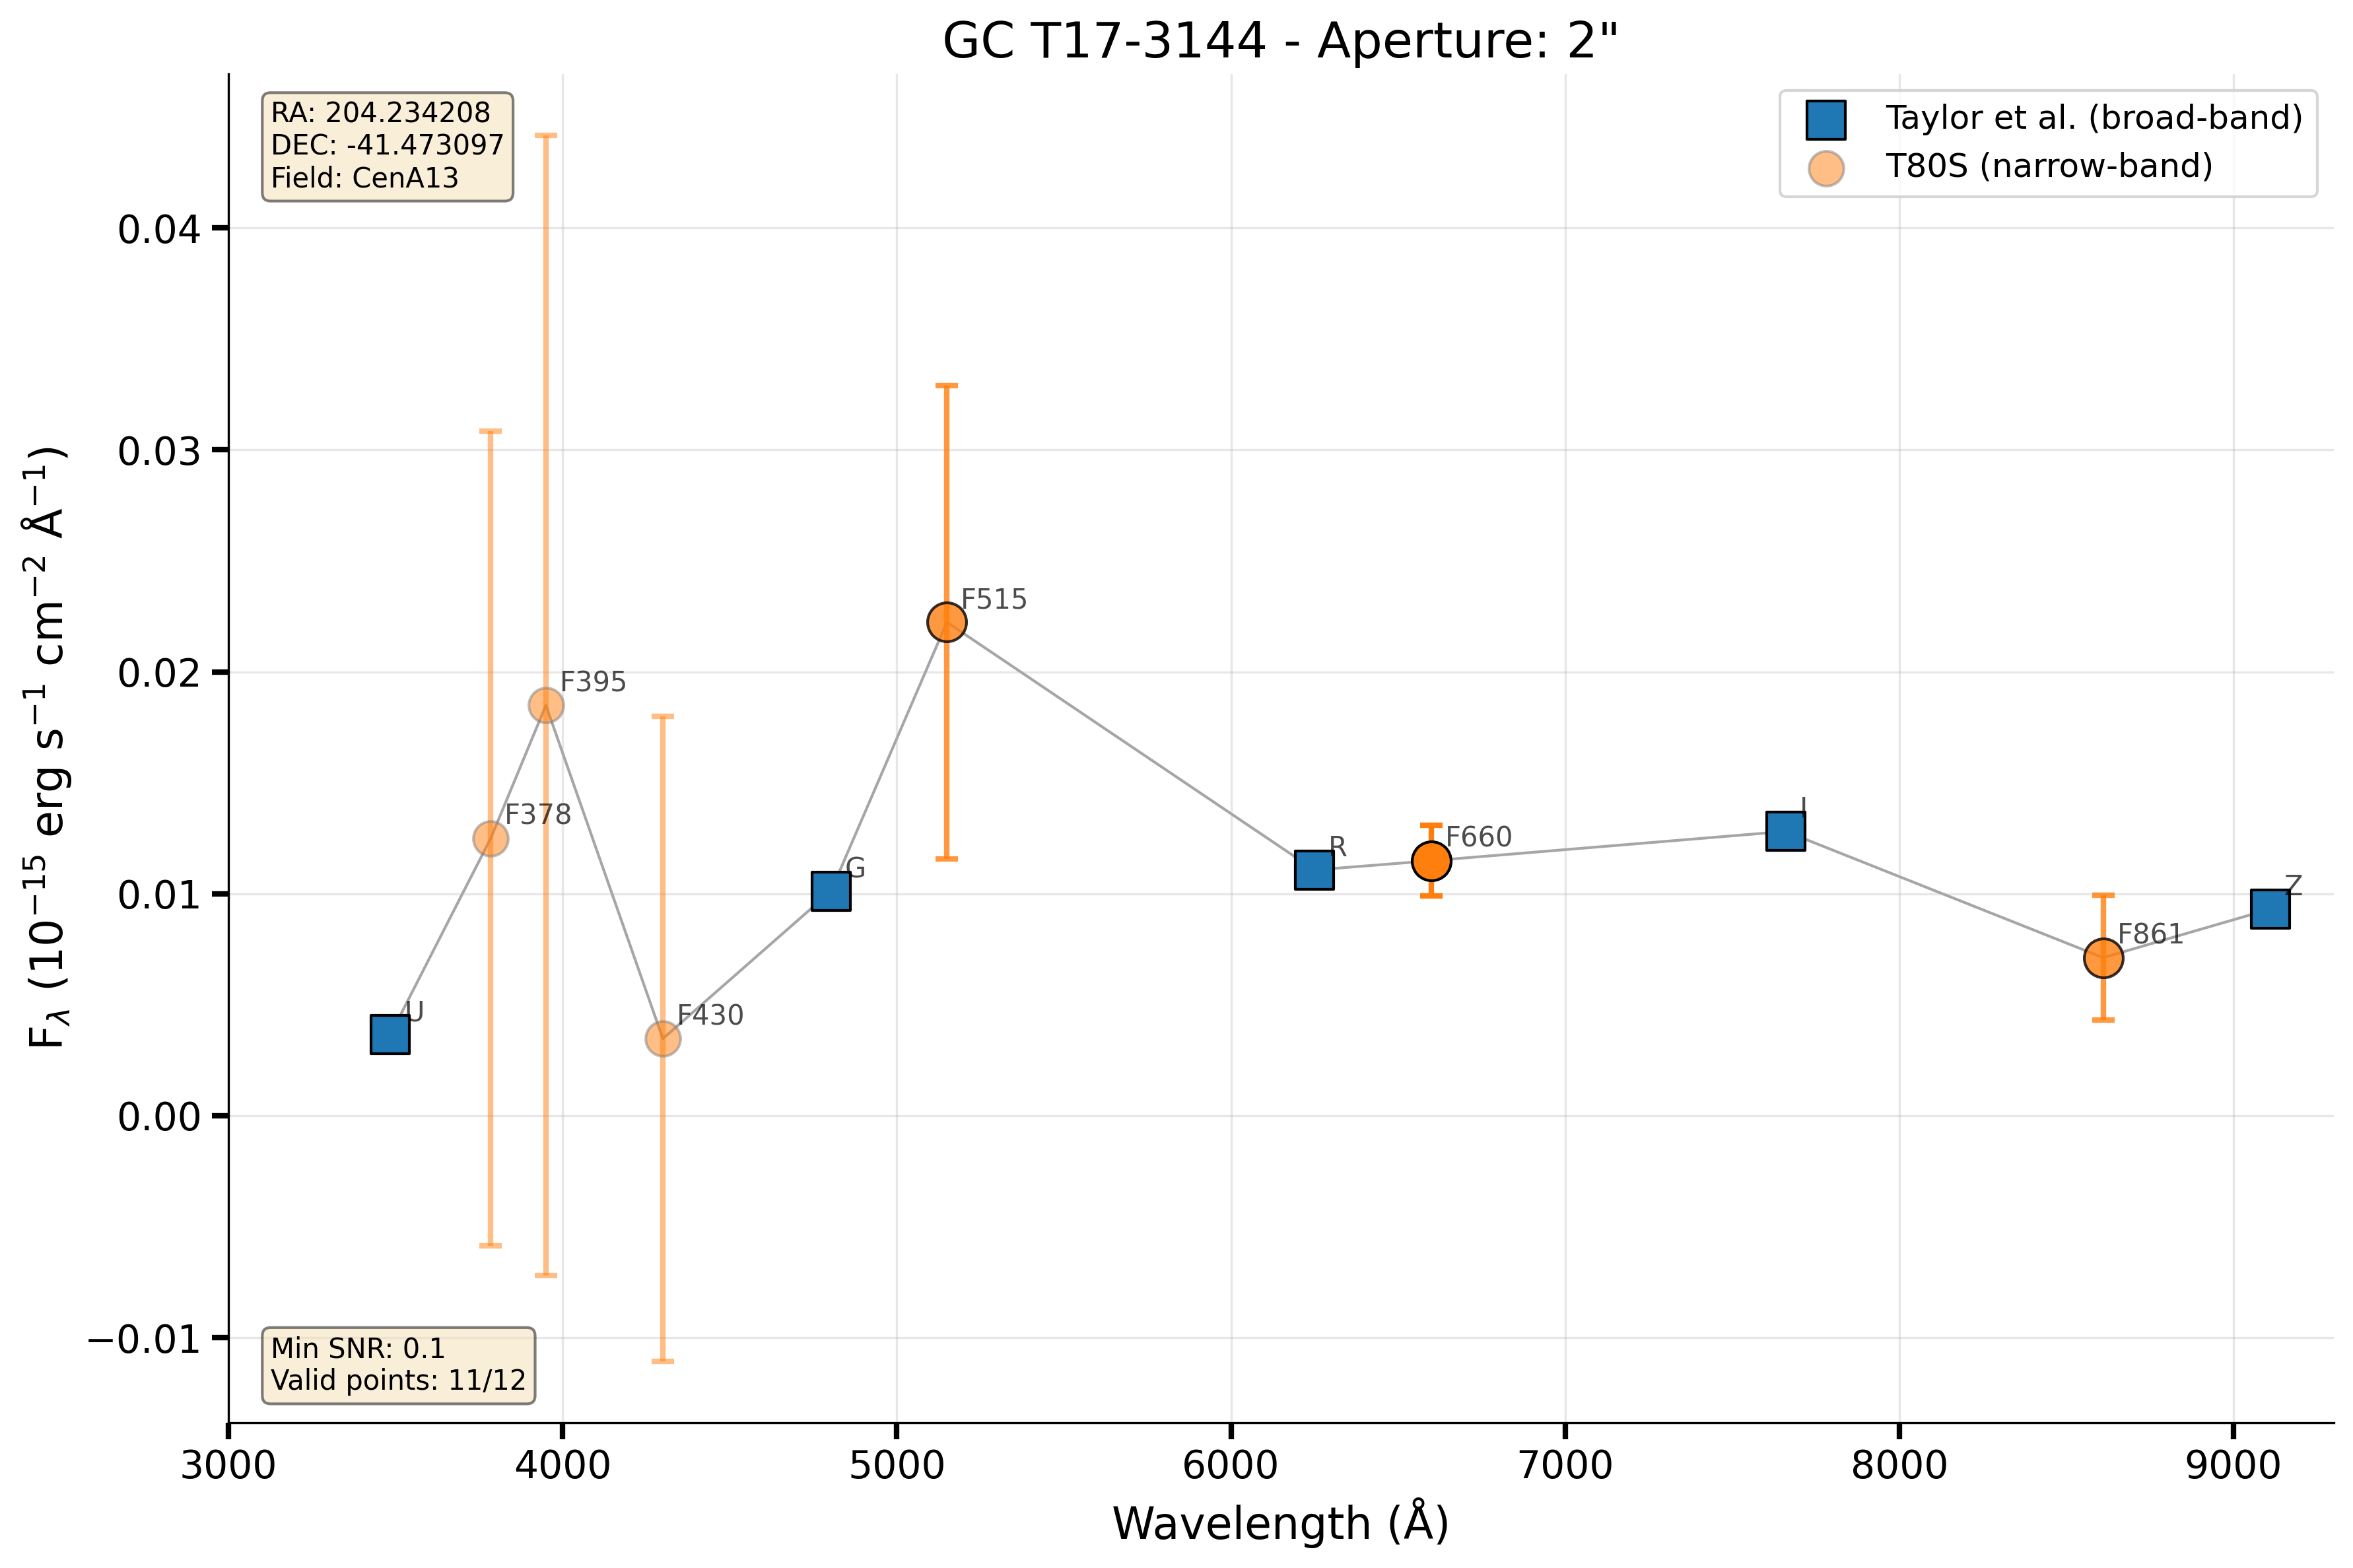 GC T17-3144 - Aperture: 2"
RA: 204.234208
DEC: -41.473097
Field: CenA13
Taylor et al. (broad-band)
T80S (narrow-band)
F_λ (10⁻¹⁵ erg s⁻¹ cm⁻² Å⁻¹)
0.04
0.03
0.02
0.01
0.00
−0.01
U
F378
F395
F430
G
F515
R
F660
I
F861
Z
Min SNR: 0.1
Valid points: 11/12
3000 4000 5000 6000 7000 8000 9000
Wavelength (Å)